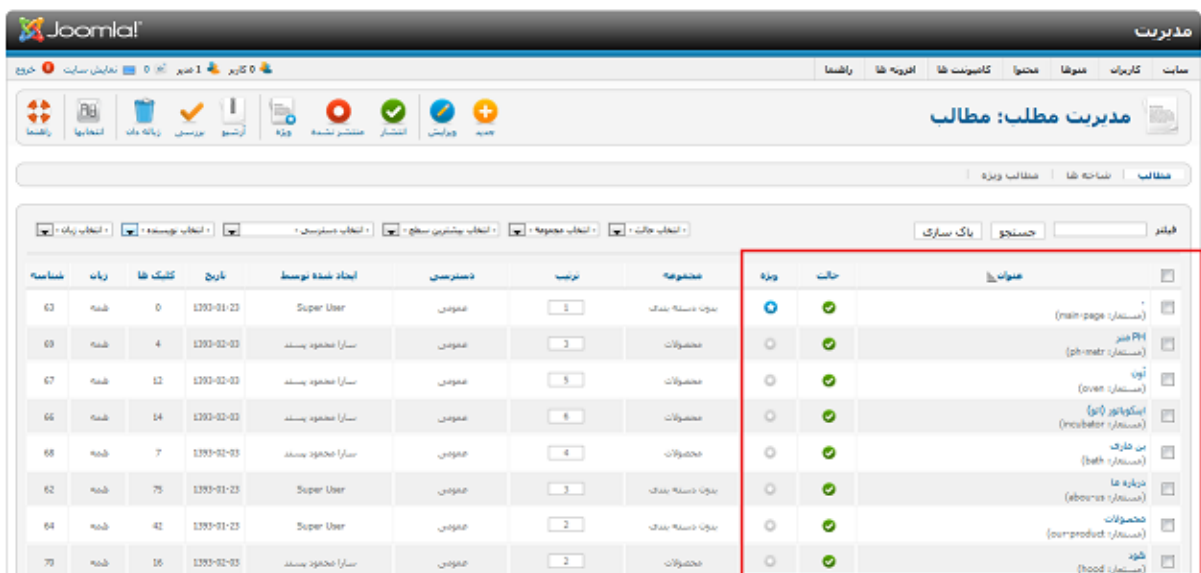 Joomla!
مدیریت
سایت کاربران منوها محتوا کامپوننت ها افزونه ها راهنما
0 کاربر 1 مدیر 0 نمایش سایت خروج
مدیریت مطلب: مطالب
جدید ویرایش انتشار منتشر نشده ویژه آرشیو بررسی زباله دان انتخابها راهنما
مطالب شاخه ها مطالب ویژه
فیلتر جستجو پاک سازی - انتخاب حالت - - انتخاب مجموعه - - انتخاب بیشترین سطح - - انتخاب دسترسی - - انتخاب نویسنده - - انتخاب زبان -
عنوان حالت ویژه مجموعه دسترسی ترتیب ایجاد شده توسط تاریخ کلیک ها زبان شناسه
(مستعار: main-page) بدون دسته بندی عمومی 1 Super User 1393-01-23 0 همه 63
PH متر
(مستعار: ph-metr) محصولات عمومی 3 سارا محمود پسند 1393-02-03 4 همه 69
آون
(مستعار: oven) محصولات عمومی 5 سارا محمود پسند 1393-02-03 12 همه 67
اینکوباتور (اتو)
(مستعار: incubator) محصولات عمومی 6 سارا محمود پسند 1393-02-03 14 همه 66
بن ماری
(مستعار: bath) محصولات عمومی 4 سارا محمود پسند 1393-02-03 7 همه 68
درباره ما
(مستعار: abou-us) بدون دسته بندی عمومی 3 Super User 1393-01-23 75 همه 62
محصولات
(مستعار: our-product) بدون دسته بندی عمومی 2 Super User 1393-01-23 42 همه 64
هود
(مستعار: hood) محصولات عمومی 2 سارا محمود پسند 1393-02-03 16 همه 70